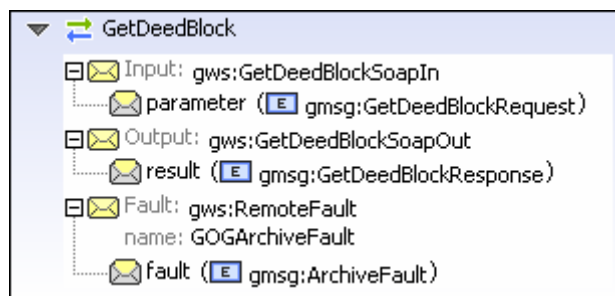 GetDeedBlock
Input: gws:GetDeedBlockSoapIn
parameter (E gmsg:GetDeedBlockRequest)
Output: gws:GetDeedBlockSoapOut
result (E gmsg:GetDeedBlockResponse)
Fault: gws:RemoteFault
name: GOGArchiveFault
fault (E gmsg:ArchiveFault)